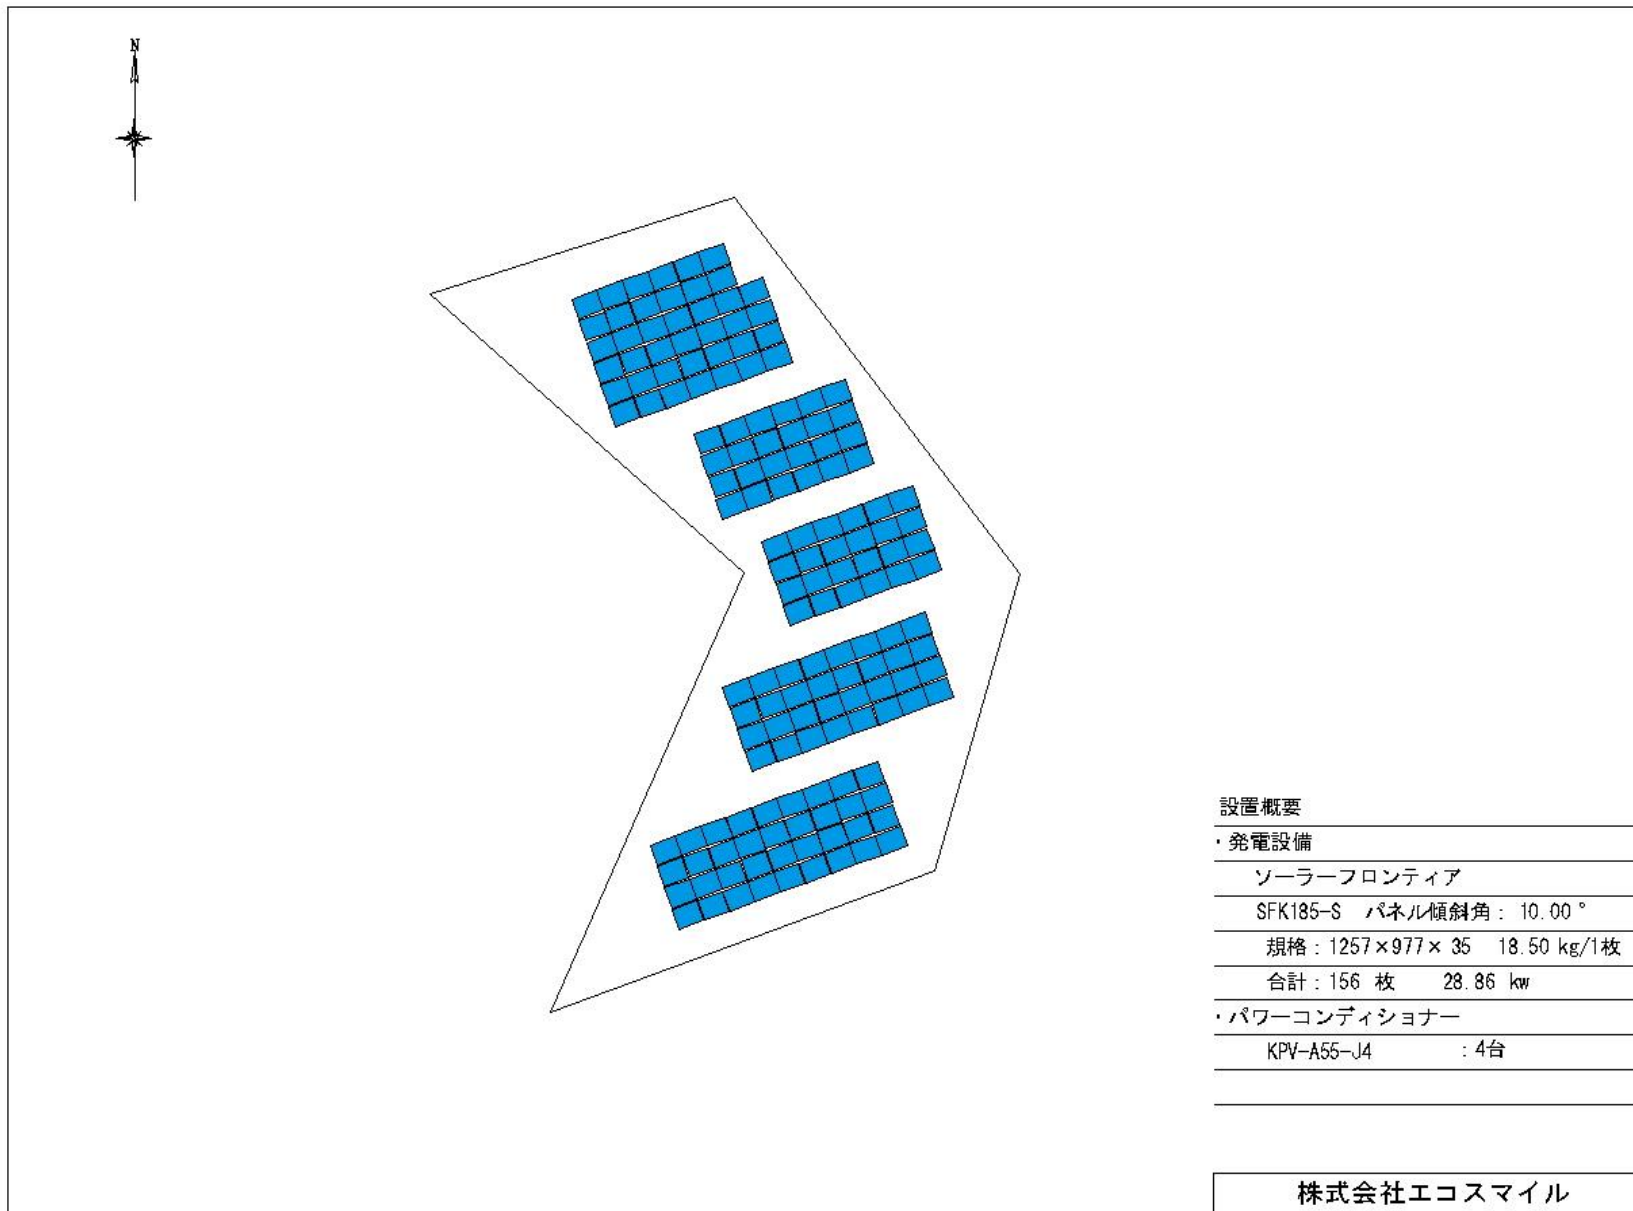 N
設置概要
・発電設備
ソーラーフロンティア
SFK185-S パネル傾斜角：10.00°
規格：1257×977×35 18.50 kg/1枚
合計：156 枚 28.86 kw
・パワーコンディショナー
KPV-A55-J4 ：4台
株式会社エコスマイル